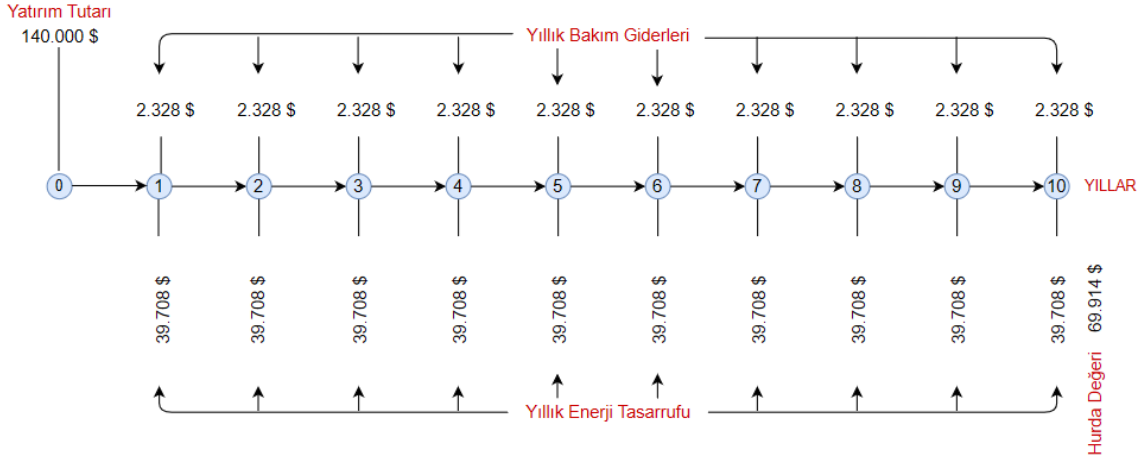 Yatırım Tutarı
140.000 $
Yıllık Bakım Giderleri
2.328 $ 2.328 $ 2.328 $ 2.328 $ 2.328 $ 2.328 $ 2.328 $ 2.328 $ 2.328 $ 2.328 $
0 1 2 3 4 5 6 7 8 9 10 YILLAR
39.708 $ 39.708 $ 39.708 $ 39.708 $ 39.708 $ 39.708 $ 39.708 $ 39.708 $ 39.708 $ 39.708 $
Hurda Değeri 69.914 $
Yıllık Enerji Tasarrufu